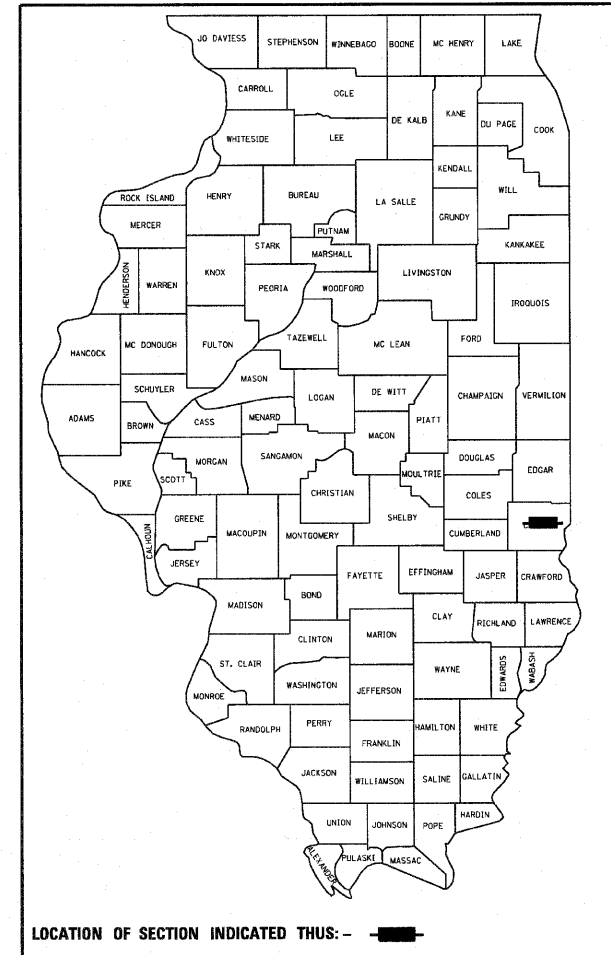 JO DAVIESS
STEPHENSON
WINNEBAGO
BOONE
MC HENRY
LAKE
CARROLL
OGLE
DE KALB
KANE
DU PAGE
COOK
WHITESIDE
LEE
KENDALL
WILL
ROCK ISLAND
HENRY
BUREAU
LA SALLE
GRUNDY
MERCER
PUTNAM
STARK
MARSHALL
KANKAKEE
HENDERSON
WARREN
KNOX
PEORIA
WOODFORD
LIVINGSTON
IROQUOIS
HANCOCK
MC DONOUGH
FULTON
TAZEWELL
MC LEAN
FORD
SCHUYLER
MASON
LOGAN
DE WITT
CHAMPAIGN
VERMILION
ADAMS
BROWN
CASS
MENARD
MACON
PIATT
PIKE
SCOTT
MORGAN
SANGAMON
MOULTRIE
DOUGLAS
EDGAR
CHRISTIAN
COLES
GREENE
MACOUPIN
MONTGOMERY
SHELBY
CUMBERLAND
CALHOUN
JERSEY
FAYETTE
EFFINGHAM
JASPER
CRAWFORD
MADISON
BOND
CLAY
RICHLAND
LAWRENCE
CLINTON
MARION
ST. CLAIR
WAYNE
EDWARDS
WABASH
MONROE
WASHINGTON
JEFFERSON
RANDOLPH
PERRY
HAMILTON
WHITE
FRANKLIN
JACKSON
WILLIAMSON
SALINE
GALLATIN
UNION
JOHNSON
POPE
HARDIN
ALEXANDER
PULASKI
MASSAC
LOCATION OF SECTION INDICATED THUS: -